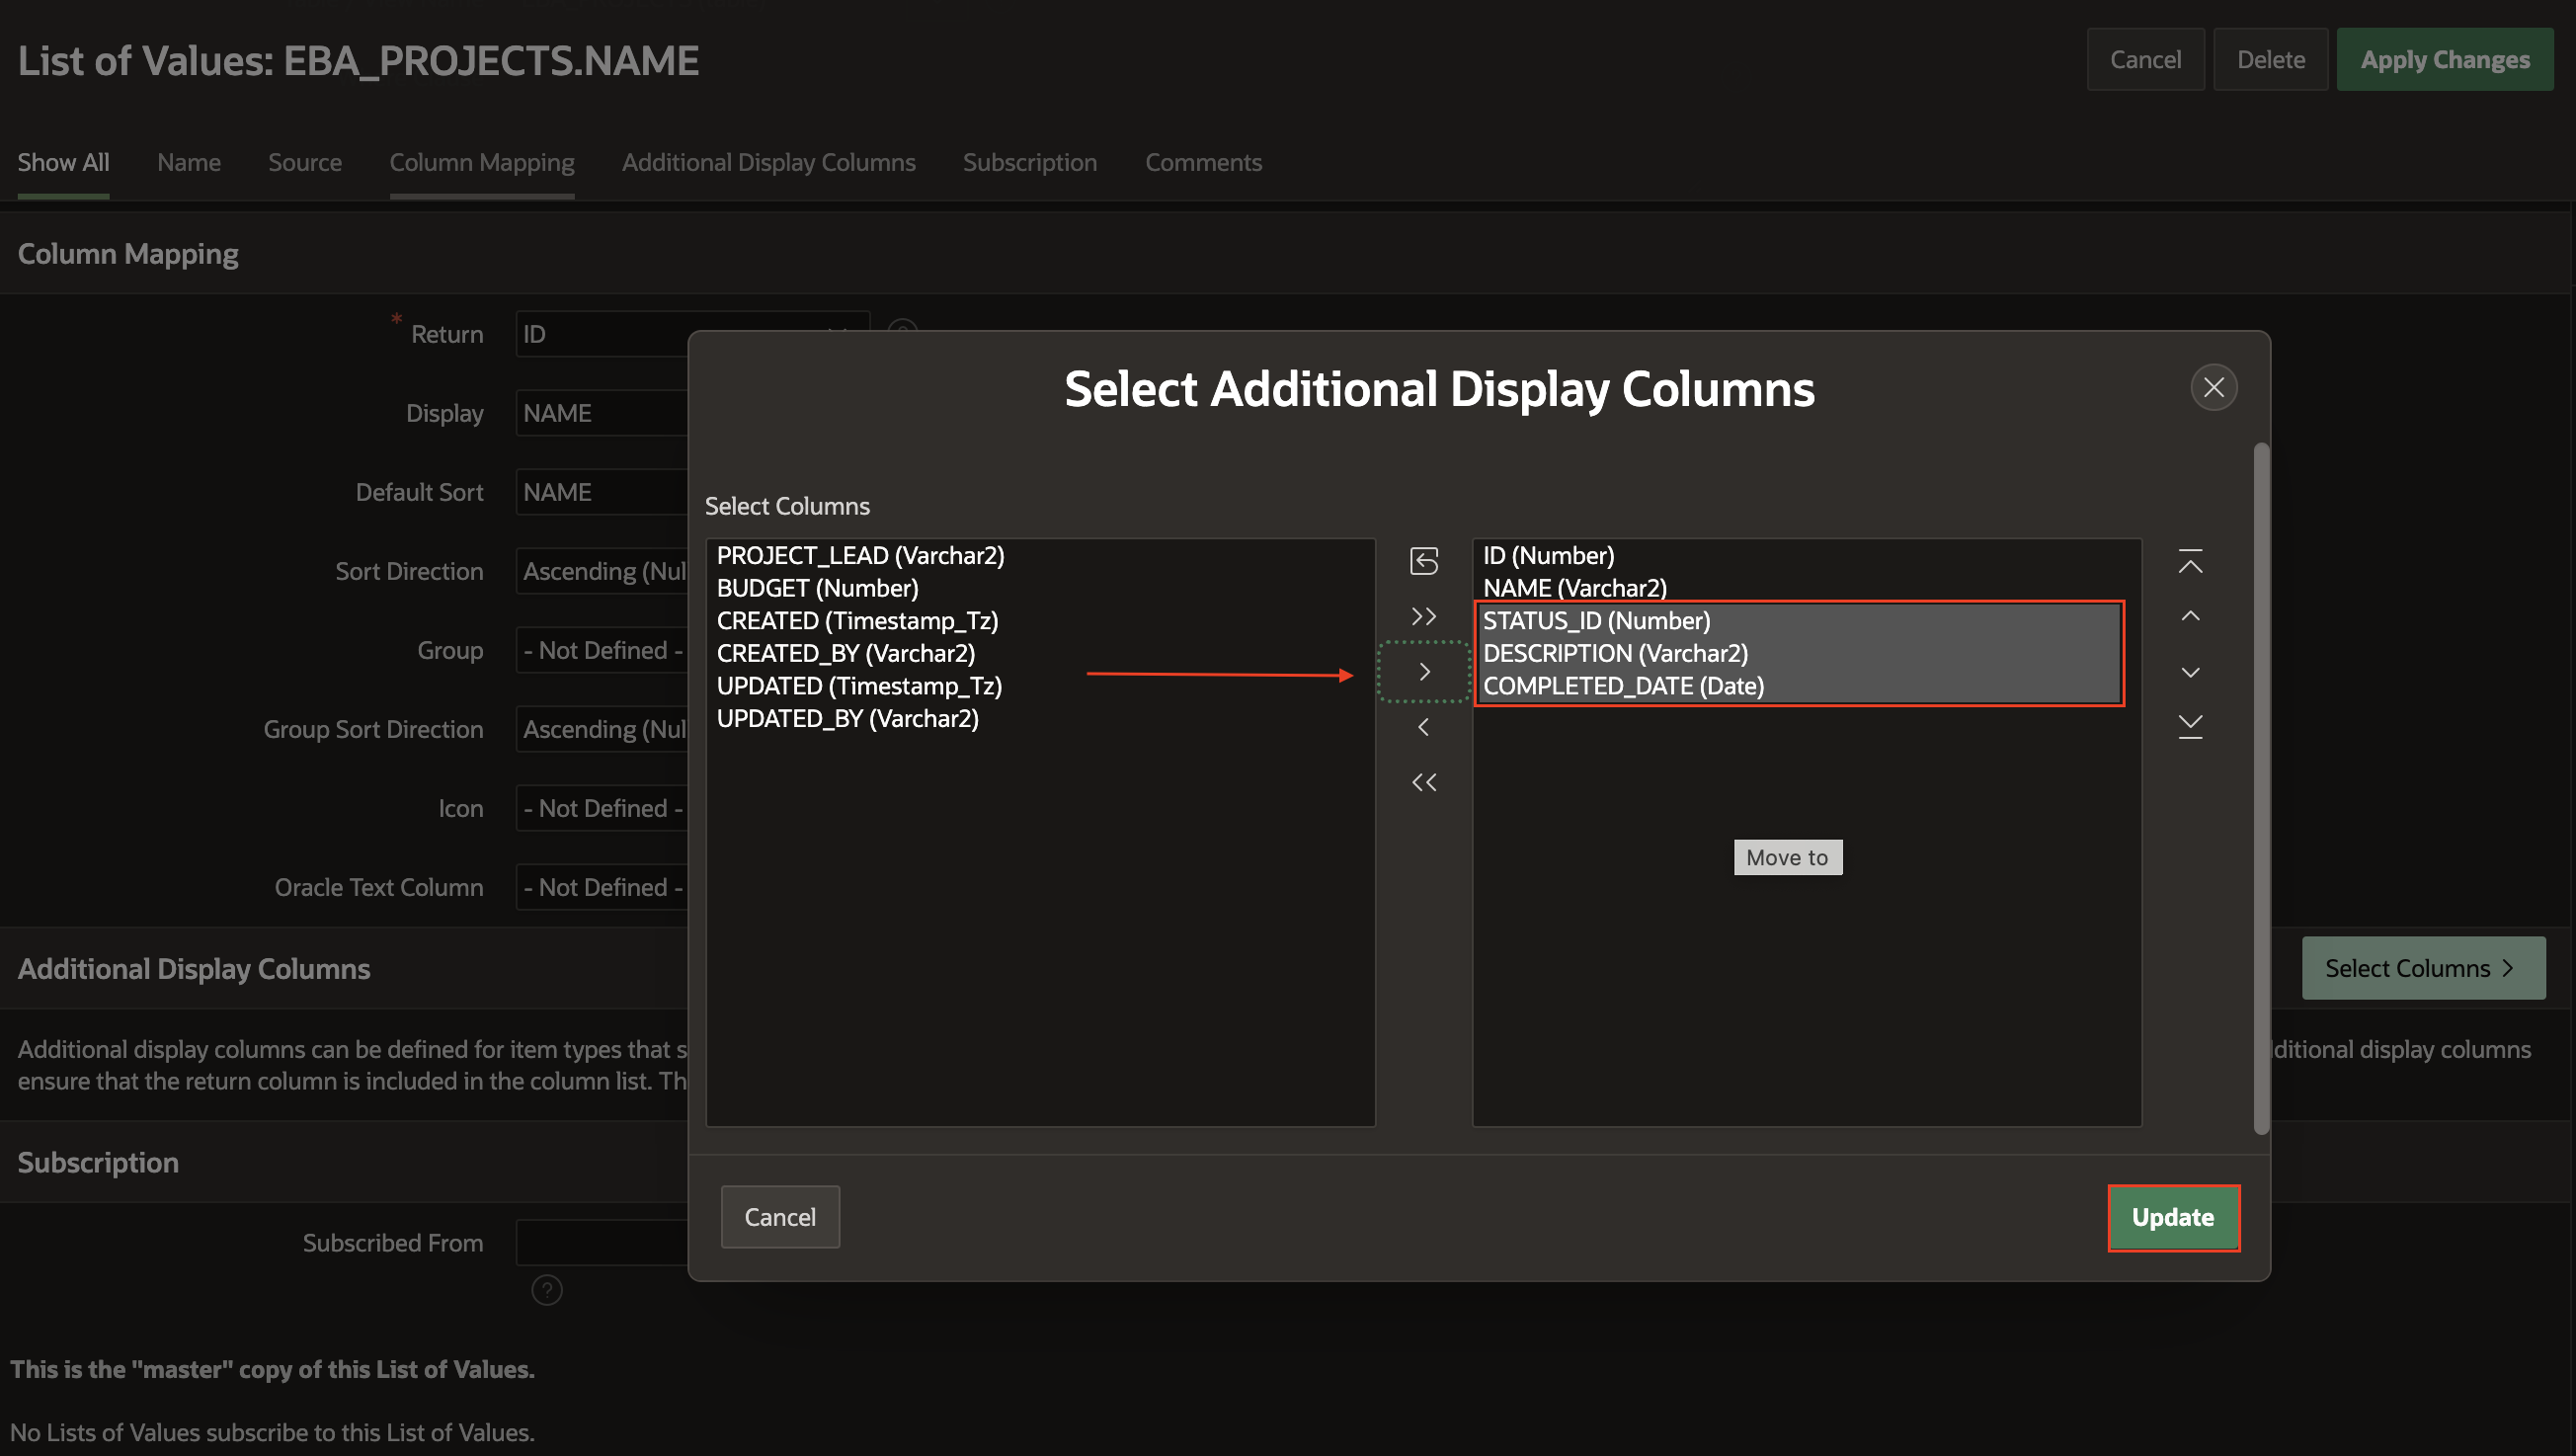 List of Values: EBA_PROJECTS.NAME
Cancel
Delete
Apply Changes
Show All
Name
Source
Column Mapping
Additional Display Columns
Subscription
Comments
Column Mapping
* Return
ID
Display
NAME
Default Sort
NAME
Sort Direction
Ascending (Nul
Group
- Not Defined -
Group Sort Direction
Ascending (Nul
Icon
- Not Defined -
Oracle Text Column
- Not Defined -
Select Additional Display Columns
Select Columns
PROJECT_LEAD (Varchar2)
BUDGET (Number)
CREATED (Timestamp_Tz)
CREATED_BY (Varchar2)
UPDATED (Timestamp_Tz)
UPDATED_BY (Varchar2)
ID (Number)
NAME (Varchar2)
STATUS_ID (Number)
DESCRIPTION (Varchar2)
COMPLETED_DATE (Date)
Move to
Cancel
Update
Additional Display Columns
Select Columns >
Additional display columns can be defined for item types that s
ditional display columns
ensure that the return column is included in the column list. Th
Subscription
Subscribed From
?
This is the "master" copy of this List of Values.
No Lists of Values subscribe to this List of Values.